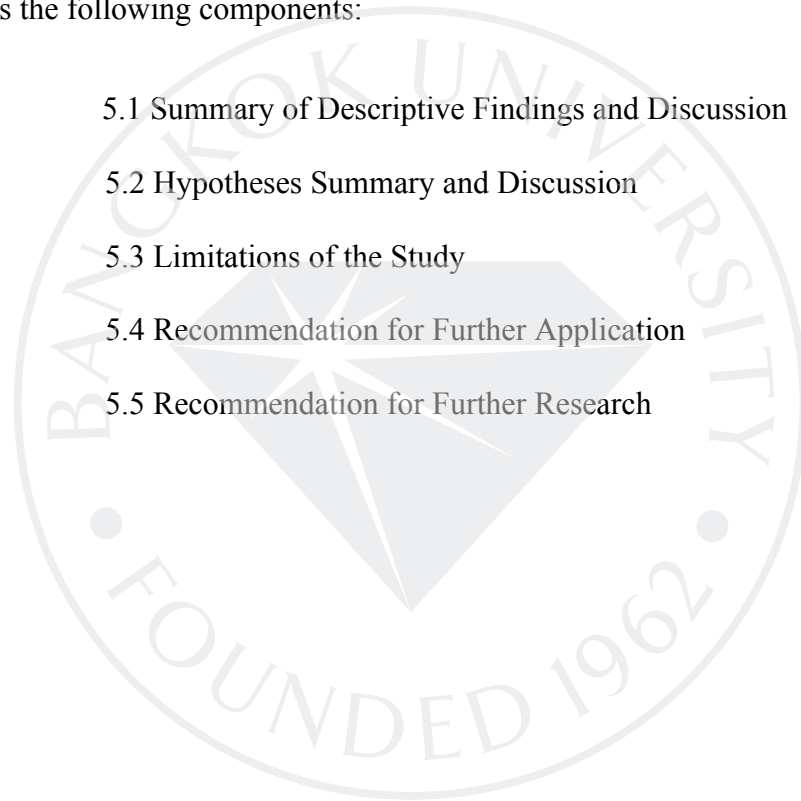 s the following components:
5.1 Summary of Descriptive Findings and Discussion
5.2 Hypotheses Summary and Discussion
5.3 Limitations of the Study
5.4 Recommendation for Further Application
5.5 Recommendation for Further Research
BANGKOK UNIVERSITY
• FOUNDED 1962 •